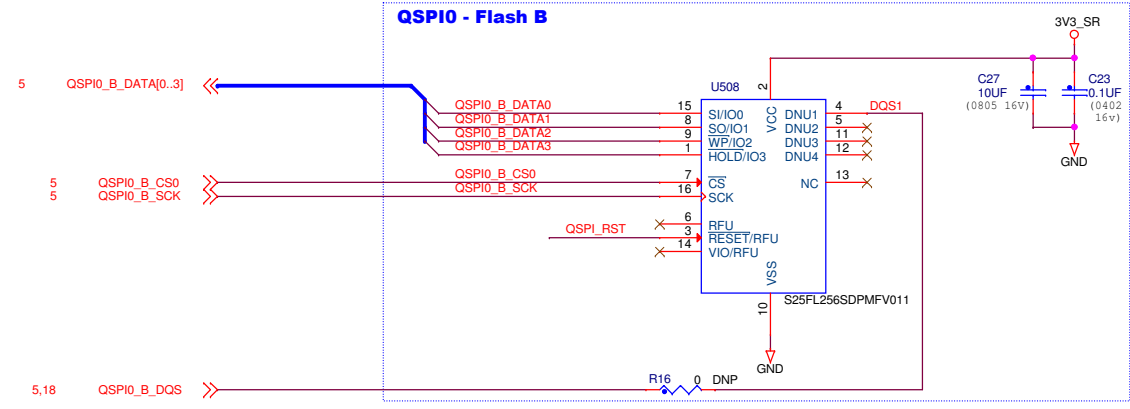 QSPI0 - Flash B
3V3_SR
5 QSPI0_B_DATA[0..3]
C27
10UF
(0805 16V)
C23
0.1UF
(0402
16v)
GND
U508
2
VCC
QSPI0_B_DATA0 15 SI/IO0 DNU1 4 DQS1
QSPI0_B_DATA1 8 SO/IO1 DNU2 5
QSPI0_B_DATA2 9 WP/IO2 DNU3 11
QSPI0_B_DATA3 1 HOLD/IO3 DNU4 12
5 QSPI0_B_CS0 QSPI0_B_CS0 7 CS NC 13
5 QSPI0_B_SCK QSPI0_B_SCK 16 SCK
6 RFU
QSPI_RST 3 RESET/RFU
14 VIO/RFU
VSS
S25FL256SDPMFV011
10
GND
5,18 QSPI0_B_DQS R16 0 DNP